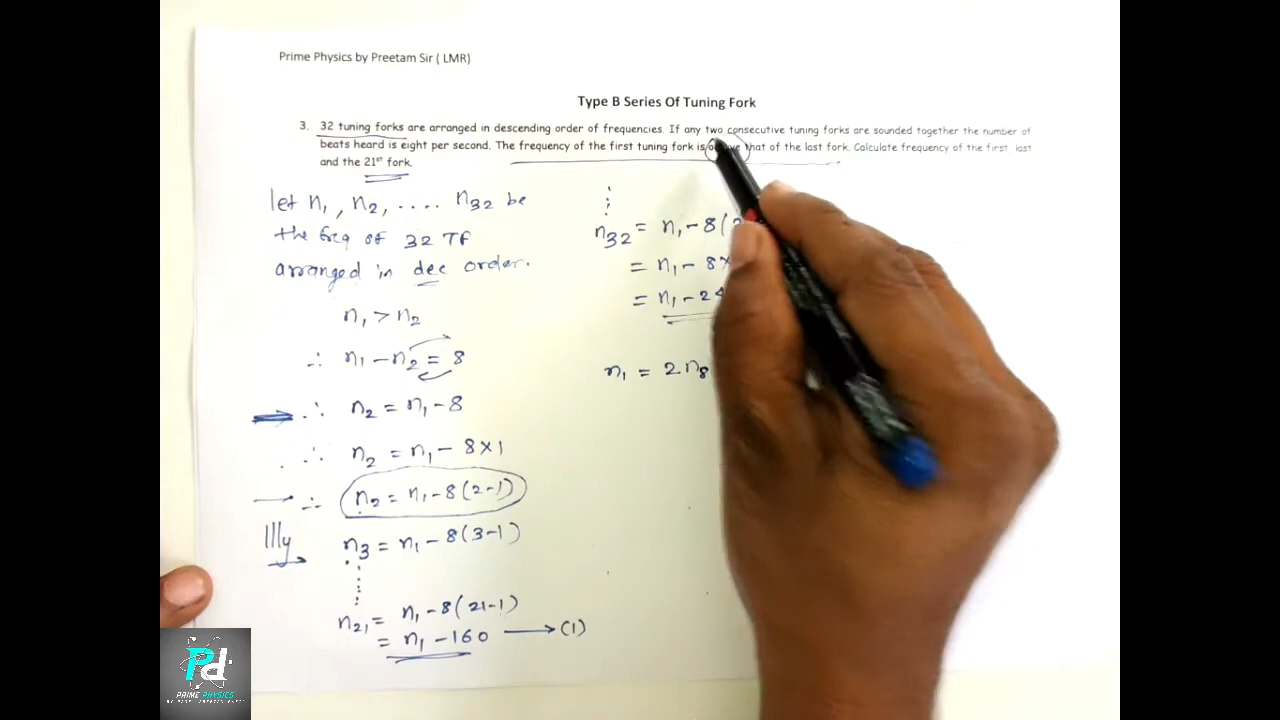 Prime Physics by Preetam Sir ( LMR)
Type B Series Of Tuning Fork
3. 32 tuning forks are arranged in descending order of frequencies. If any two consecutive tuning forks are sounded together the number of
beats heard is eight per second. The frequency of the first tuning fork is that of the last fork. Calculate frequency of the first, last
and the 21st fork.
let n1, n2, .... n32 be
the freq of 32 TF
arranged in dec order.
n1 > n2
∴ n1 - n2 = 8
∴ n2 = n1 - 8
∴ n2 = n1 - 8×1
∴ n2 = n1 - 8(2-1)
Illy n3 = n1 - 8(3-1)
n21 = n1 - 8(21-1)
= n1 - 160 → (1)
n32 = n1 - 8(
= n1 - 8×
= n1 - 24
n1 = 2n8
Pd
PRIME PHYSICS